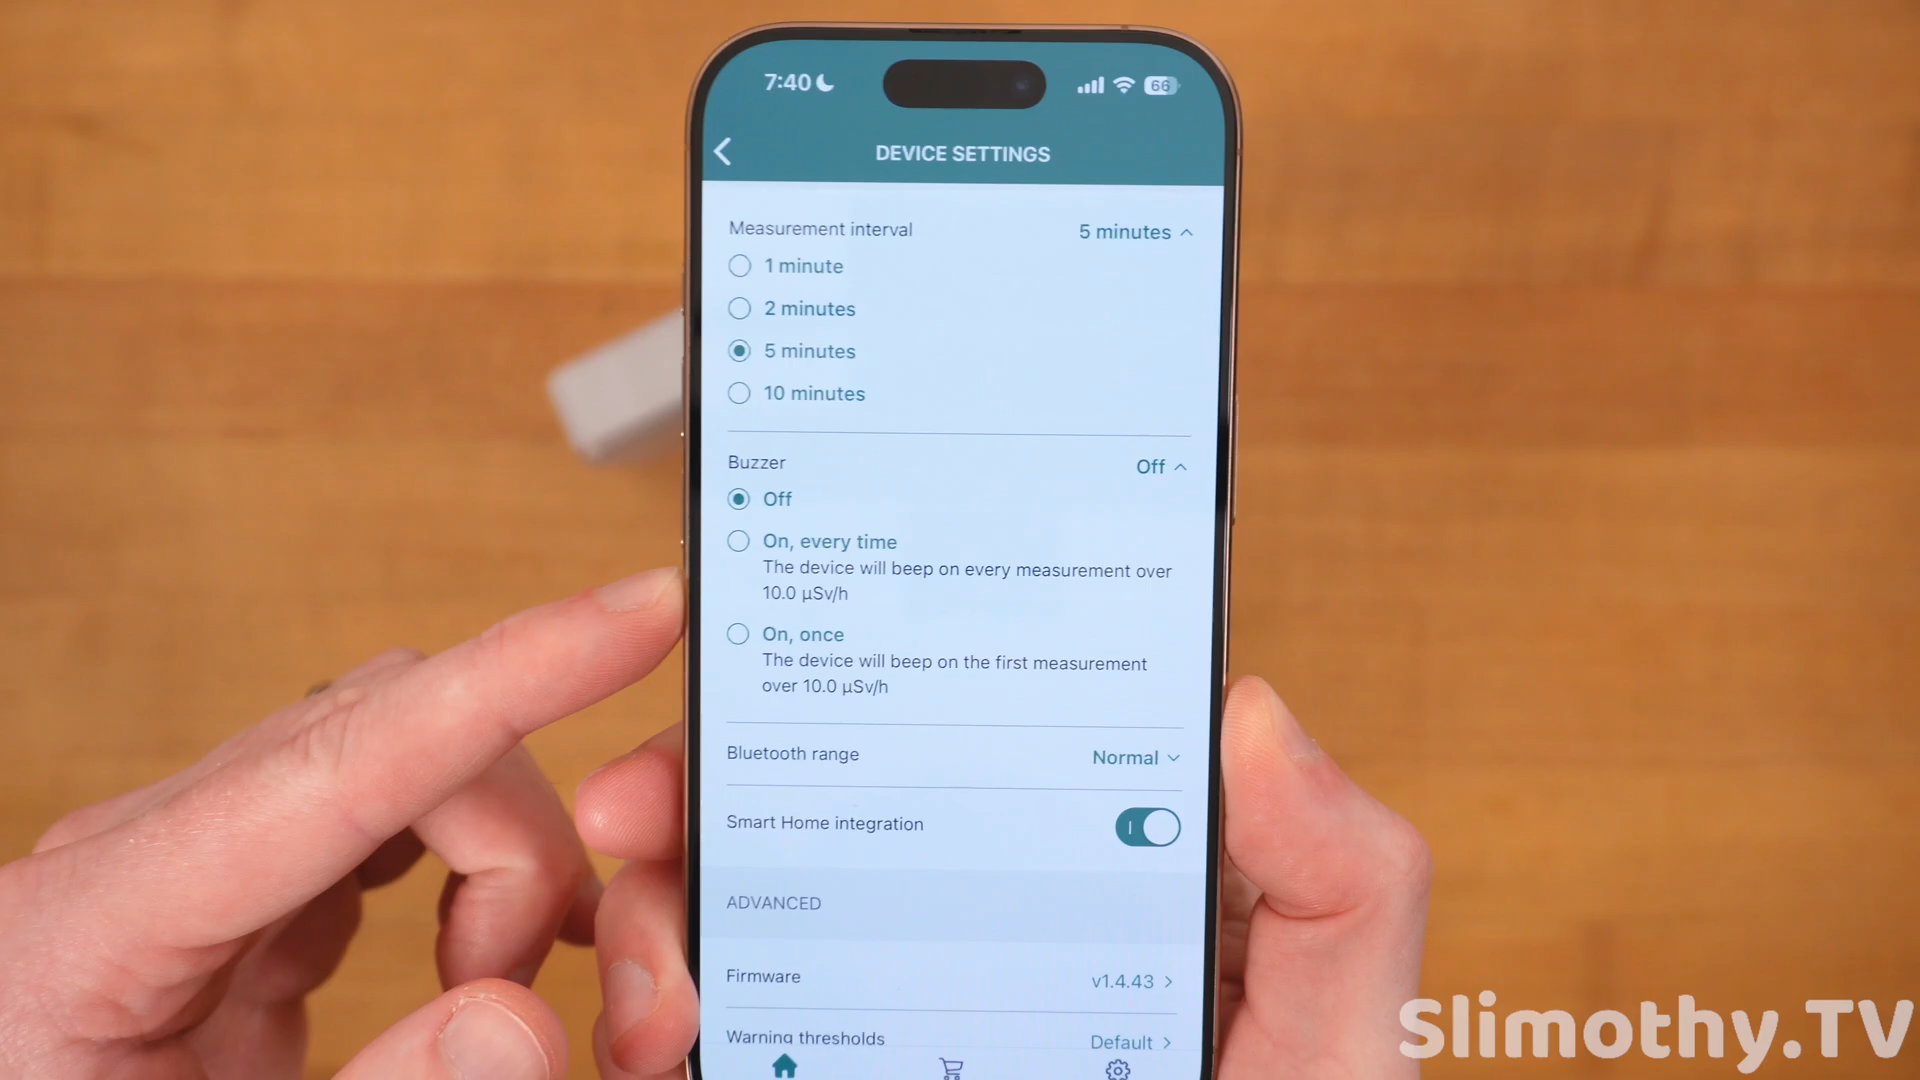 7:40
66
DEVICE SETTINGS
Measurement interval
5 minutes
1 minute
2 minutes
5 minutes
10 minutes
Buzzer
Off
Off
On, every time
The device will beep on every measurement over
10.0 µSv/h
On, once
The device will beep on the first measurement
over 10.0 µSv/h
Bluetooth range
Normal
Smart Home integration
ADVANCED
Firmware
v1.4.43
Warning thresholds
Default
Slimothy.TV